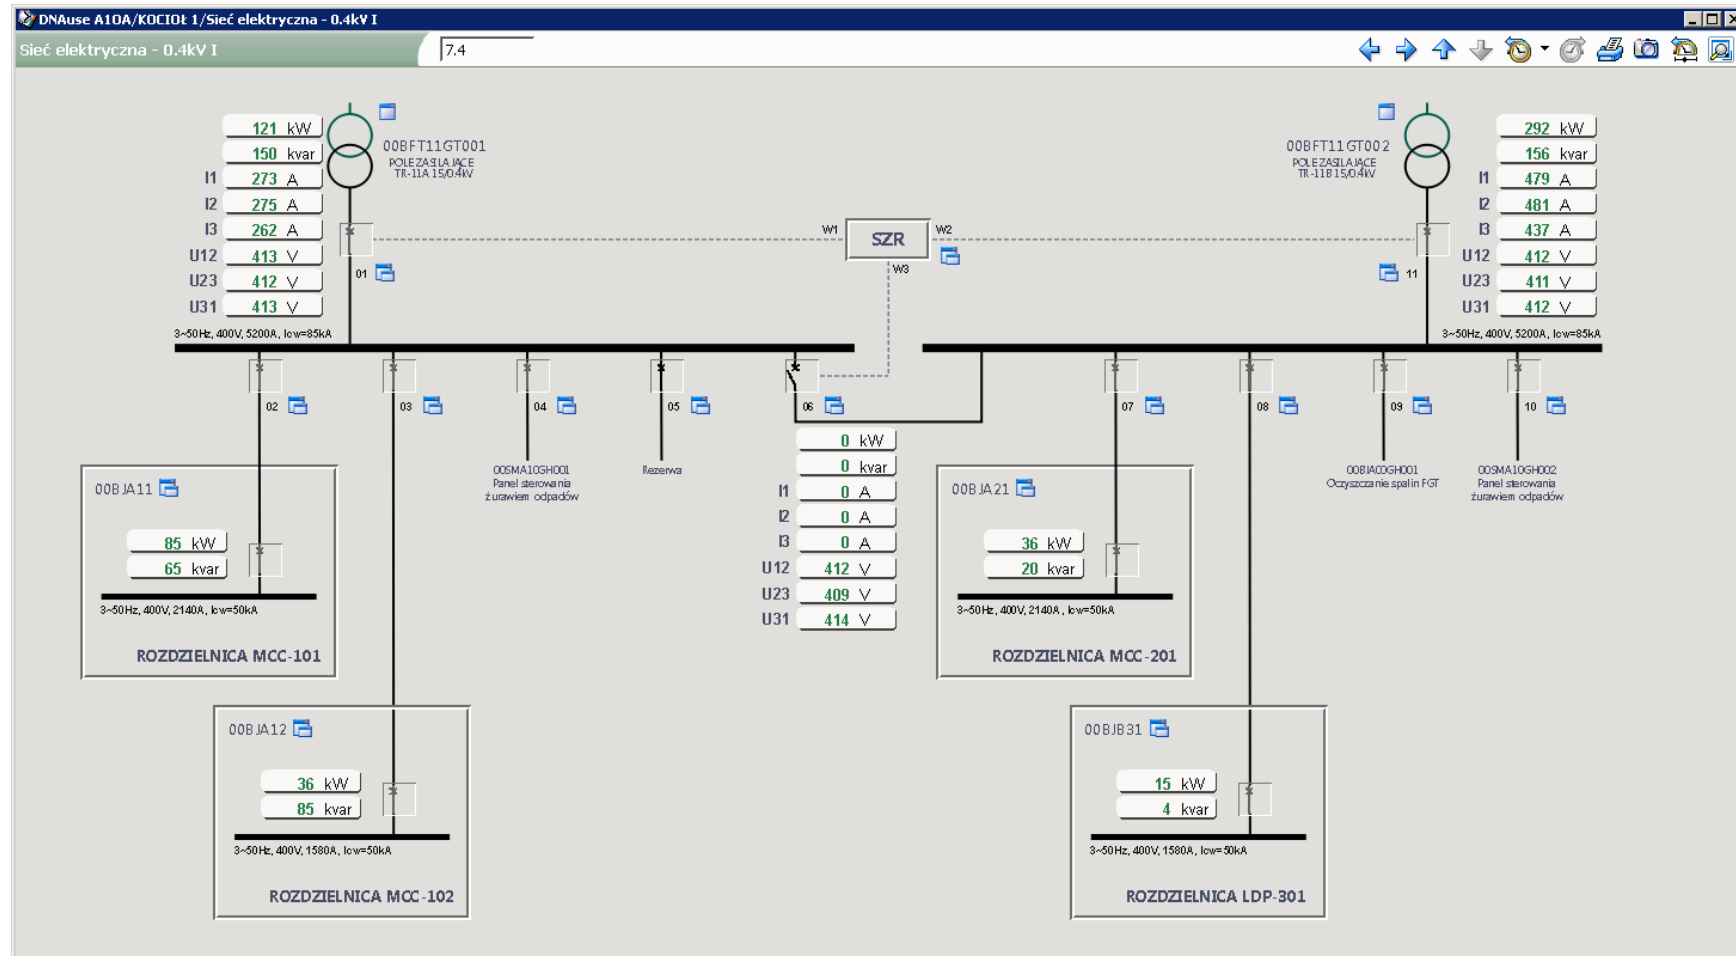 DNAuse A10A/KOCIOŁ 1/Sieć elektryczna - 0.4kV I
Sieć elektryczna - 0.4kV I
7.4
121 kW
150 kvar
I1 273 A
I2 275 A
I3 262 A
U12 413 V
U23 412 V
U31 413 V
3~50Hz, 400V, 5200A, Icw=85kA
00BFT11GT001
POLE ZASILAJĄCE
TR-11A 15/0.4kV
01
W1
SZR
W2
W3
00BFT11GT002
POLE ZASILAJĄCE
TR-11B 15/0.4kV
11
292 kW
156 kvar
I1 479 A
I2 481 A
I3 437 A
U12 412 V
U23 411 V
U31 412 V
3~50Hz, 400V, 5200A, Icw=85kA
02
03
04
05
06
07
08
09
10
00SMA10GH001
Panel sterowania
żurawiem odpadów
Rezerwa
0 kW
0 kvar
I1 0 A
I2 0 A
I3 0 A
U12 412 V
U23 409 V
U31 414 V
00BJA00GH001
Oczyszczanie spalin FGT
00SMA10GH002
Panel sterowania
żurawiem odpadów
00BJA11
85 kW
65 kvar
3~50Hz, 400V, 2140A, Icw=50kA
ROZDZIELNICA MCC-101
00BJA21
36 kW
20 kvar
3~50Hz, 400V, 2140A, Icw=50kA
ROZDZIELNICA MCC-201
00BJA12
36 kW
85 kvar
3~50Hz, 400V, 1580A, Icw=50kA
ROZDZIELNICA MCC-102
00BJB31
15 kW
4 kvar
3~50Hz, 400V, 1580A, Icw=50kA
ROZDZIELNICA LDP-301